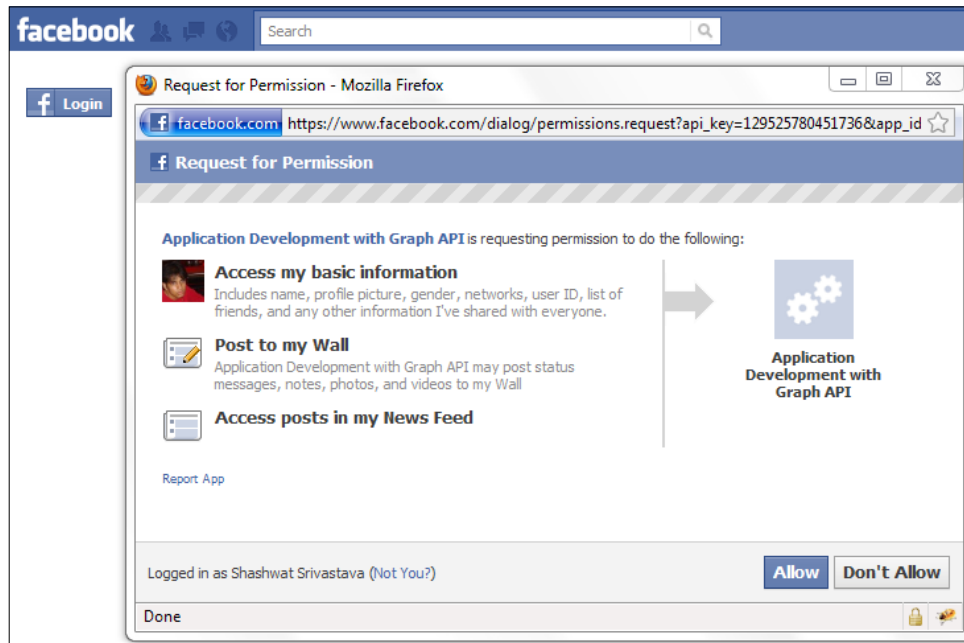 facebook
Search
Login
Request for Permission - Mozilla Firefox
facebook.com https://www.facebook.com/dialog/permissions.request?api_key=129525780451736&app_id
Request for Permission
Application Development with Graph API is requesting permission to do the following:
Access my basic information
Includes name, profile picture, gender, networks, user ID, list of
friends, and any other information I've shared with everyone.
Post to my Wall
Application Development with Graph API may post status
messages, notes, photos, and videos to my Wall
Access posts in my News Feed
Application
Development with
Graph API
Report App
Logged in as Shashwat Srivastava (Not You?)
Allow
Don't Allow
Done